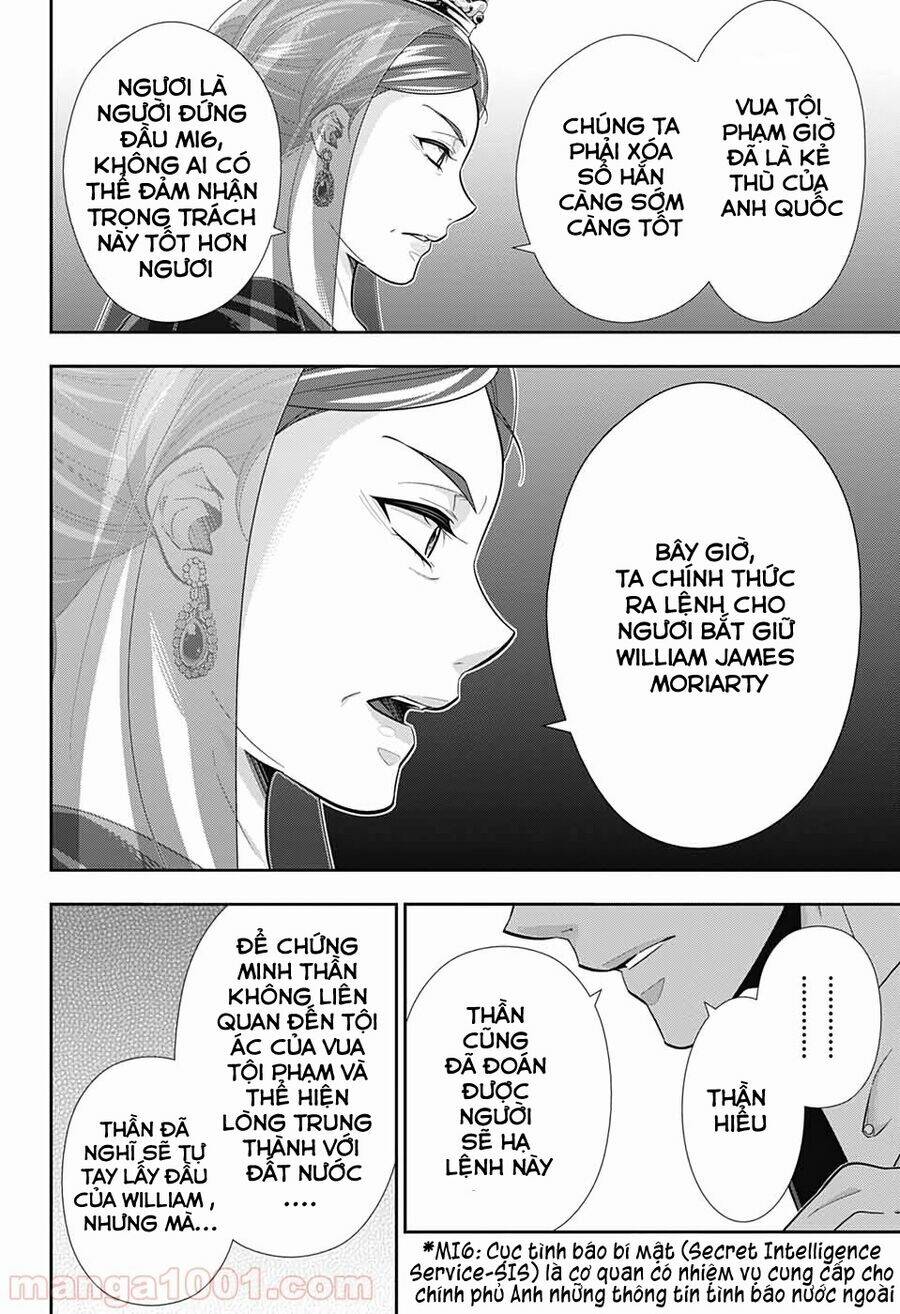 VUA TỘI
PHẠM GIỜ
ĐÃ LÀ KẺ
THÙ CỦA
ANH QUỐC
CHÚNG TA
PHẢI XÓA
SỔ HẮN
CÀNG SỚM
CÀNG TỐT
NGƯƠI LÀ
NGƯỜI ĐỨNG
ĐẦU MI6,
KHÔNG AI CÓ
THỂ ĐẢM NHẬN
TRỌNG TRÁCH
NÀY TỐT HƠN
NGƯƠI
BÂY GIỜ,
TA CHÍNH THỨC
RA LỆNH CHO
NGƯƠI BẮT GIỮ
WILLIAM JAMES
MORIARTY
........
THẦN
HIỂU
THẦN
CŨNG
ĐÃ ĐOÁN
ĐƯỢC
NGƯỜI
SẼ HẠ
LỆNH NÀY
ĐỂ CHỨNG
MINH THẦN
KHÔNG LIÊN
QUAN ĐẾN TỘI
ÁC CỦA VUA
TỘI PHẠM VÀ
THỂ HIỆN
LÒNG TRUNG
THÀNH VỚI
ĐẤT NƯỚC
....
THẦN ĐÃ
NGHĨ SẼ TỰ
TAY LẤY ĐẦU
CỦA WILLIAM ,
NHƯNG MÀ...
*MI6: Cục tình báo bí mật (Secret Intelligence
Service-SIS) là cơ quan có nhiệm vụ cung cấp cho
chính phủ Anh những thông tin tình báo nước ngoài
manga1001.com